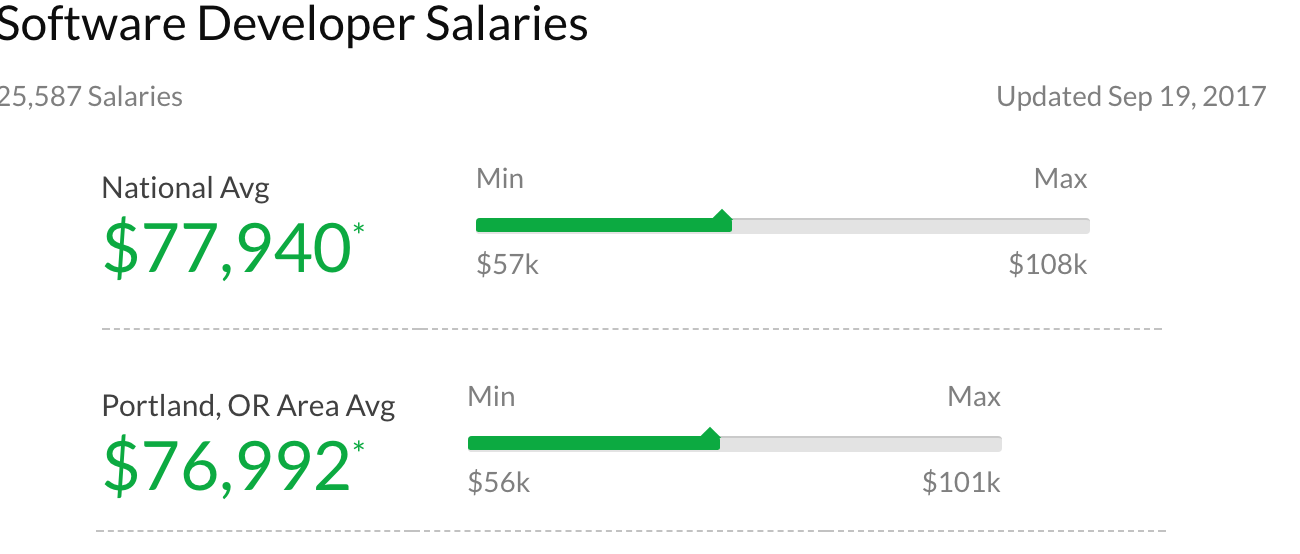 Software Developer Salaries
25,587 Salaries Updated Sep 19, 2017
National Avg
$77,940*
Min Max
$57k $108k
Portland, OR Area Avg
$76,992*
Min Max
$56k $101k